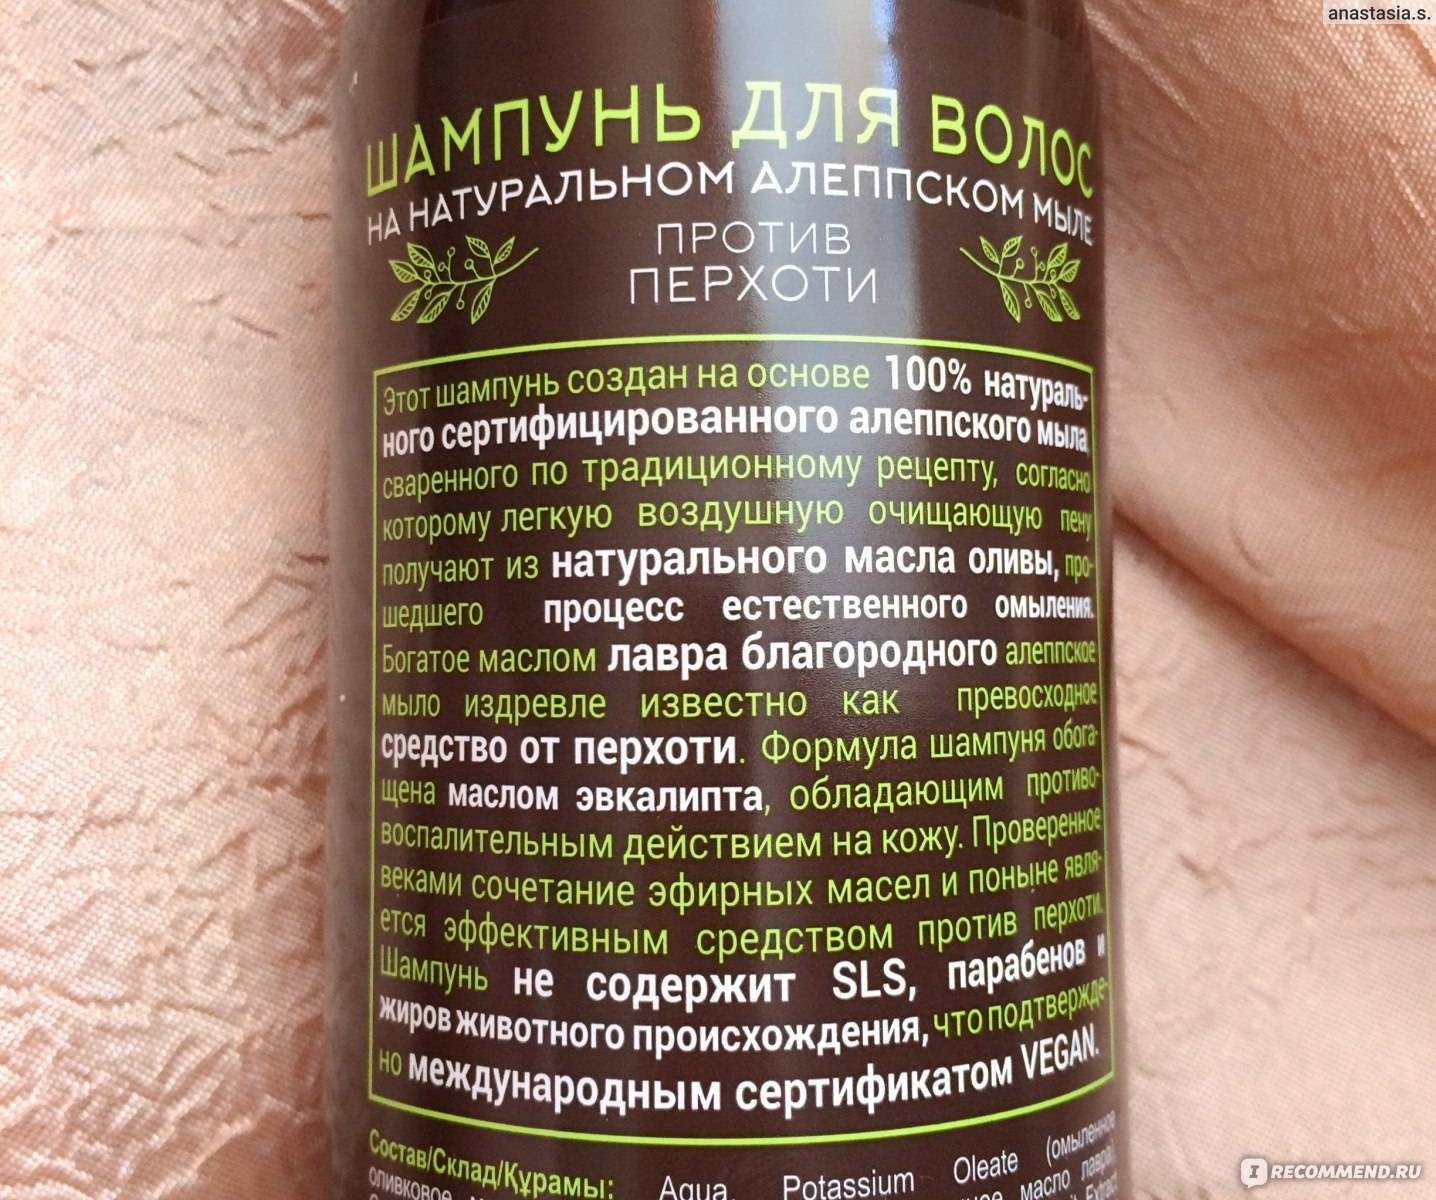 anastasia.s.
ШАМПУНЬ ДЛЯ ВОЛОС
НА НАТУРАЛЬНОМ АЛЕППСКОМ МЫЛЕ
ПРОТИВ
ПЕРХОТИ
Этот шампунь создан на основе 100% натураль-
ного сертифицированного алеппского мыла,
сваренного по традиционному рецепту, согласно
которому легкую воздушную очищающую пену
получают из натурального масла оливы, про-
шедшего процесс естественного омыления.
Богатое маслом лавра благородного алеппское
мыло издревле известно как превосходное
средство от перхоти. Формула шампуня обога-
щена маслом эвкалипта, обладающим противо-
воспалительным действием на кожу. Проверенное
веками сочетание эфирных масел и поныне явля-
ется эффективным средством против перхоти.
Шампунь не содержит SLS, парабенов и
жиров животного происхождения, что подтвержде-
но международным сертификатом VEGAN.
Состав/Склад/Құрамы: Aqua, Potassium Oleate (омыленное
оливковое масло лавра)
IRECOMMEND.RU